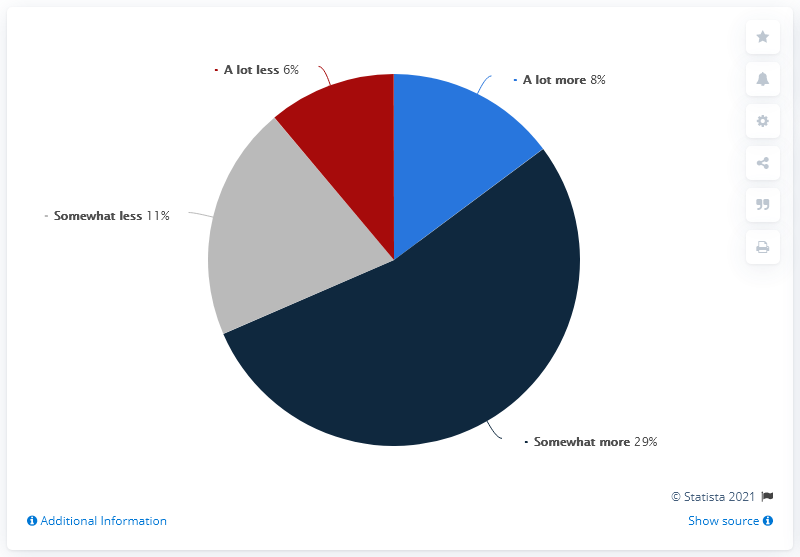 - A lot less 6%
- A lot more 8%
- Somewhat less 11%
- Somewhat more 29%
© Statista 2021
Additional Information
Show source